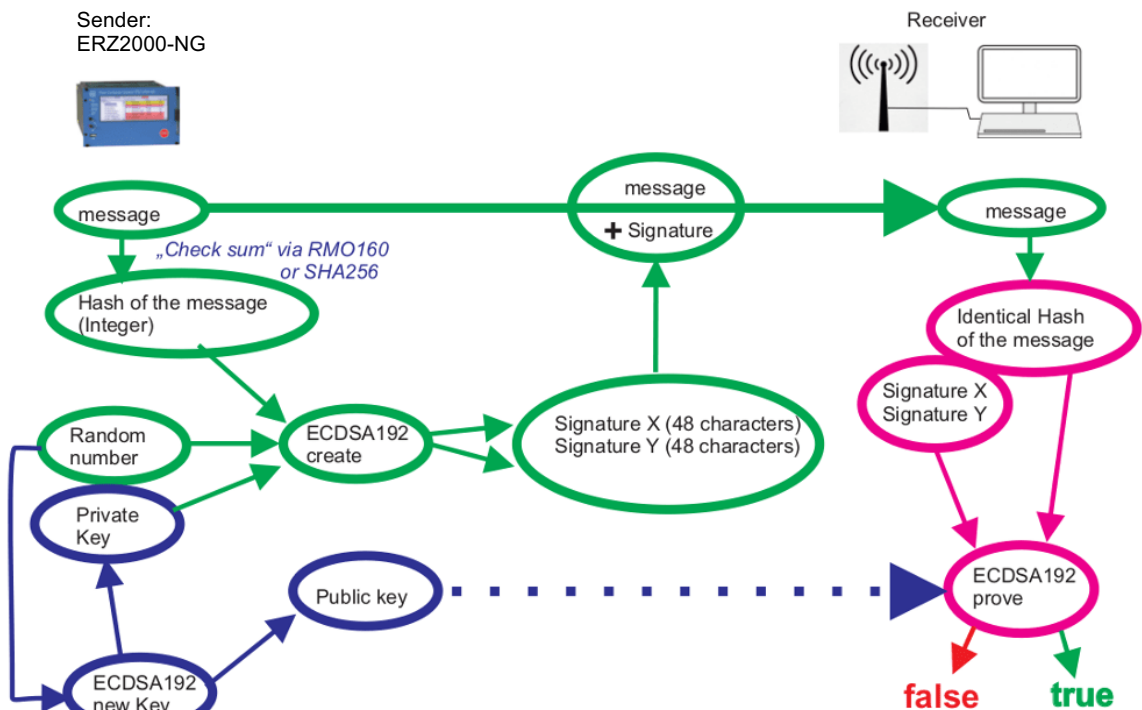 Sender:
ERZ2000-NG
Receiver
message
message
+ Signature
message
„Check sum“ via RMO160
or SHA256
Hash of the message
(Integer)
Identical Hash
of the message
Signature X
Signature Y
Random
number
ECDSA192
create
Signature X (48 characters)
Signature Y (48 characters)
Private
Key
Public key
ECDSA192
prove
ECDSA192
new Key
false
true